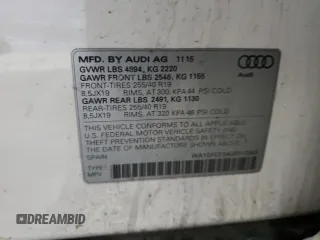 MFD. BY AUDI AG 11 15
GVWR LBS 4894, KG 2220
GAWR FRONT LBS 2546, KG 1155
FRONT-TIRES 255/40 R19
8,5JX19 RIMS, AT 300, KPA 44 PSI COLD
GAWR REAR LBS 2491, KG 1130
REAR-TIRES 255/40 R19
8,5JX19 RIMS, AT 320 KPA 46 PSI COLD
THIS VEHICLE CONFORMS TO ALL APPLICABLE
U.S. FEDERAL MOTOR VEHICLE SAFETY AND
THEFT PREVENTION STANDARDS IN EFFECT ON
THE DATE OF MANUFACTURE SHOWN ABOVE
SPAIN
TYPE:
Audi
© DREAMBID
DREAMBID.COM